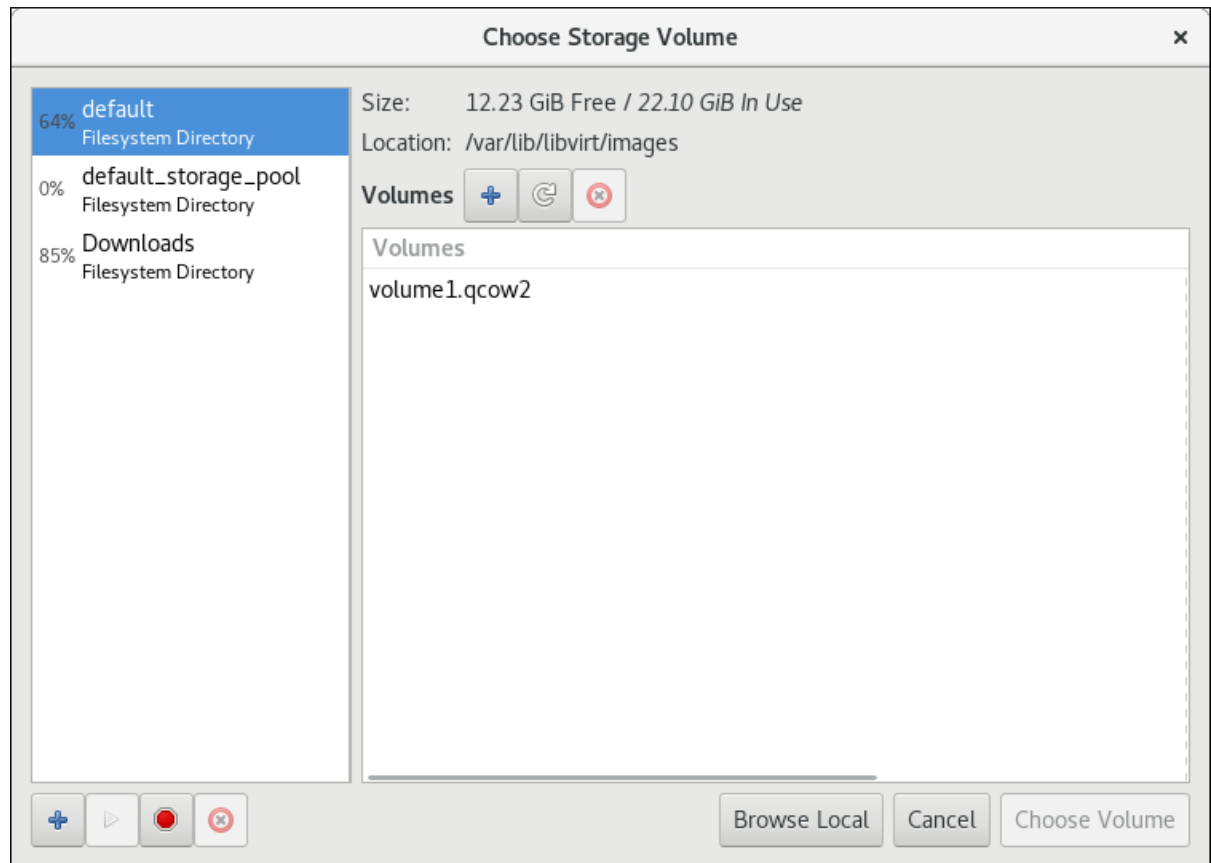 Choose Storage Volume
64% default
Filesystem Directory
0% default_storage_pool
Filesystem Directory
85% Downloads
Filesystem Directory
Size: 12.23 GiB Free / 22.10 GiB In Use
Location: /var/lib/libvirt/images
Volumes
Volumes
volume1.qcow2
Browse Local
Cancel
Choose Volume